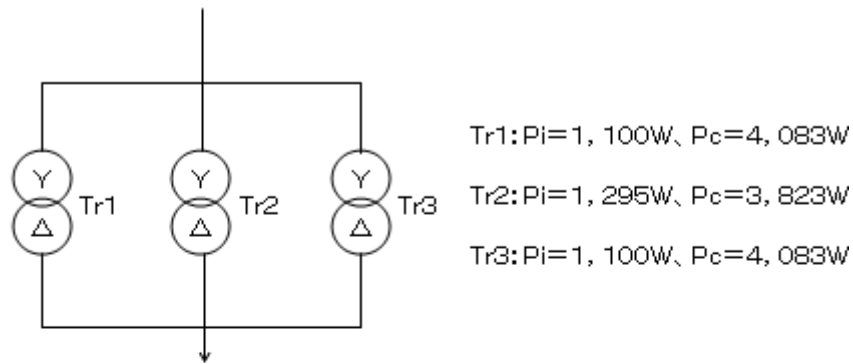 Tr1:Pi=1, 100W、Pc=4, 083W
Y Y Y
Tr1 Tr2 Tr3
Tr2:Pi=1, 295W、Pc=3, 823W
Δ Δ Δ
Tr3:Pi=1, 100W、Pc=4, 083W